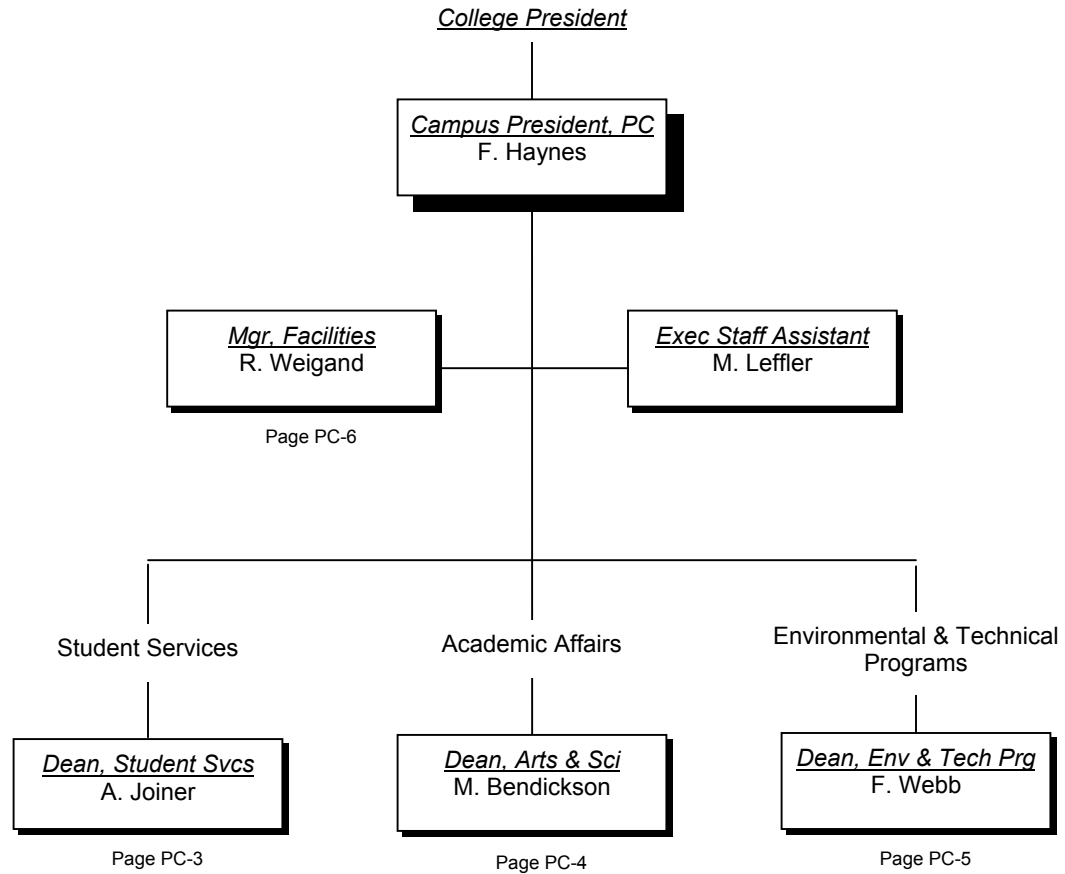 College President
Campus President, PC
F. Haynes
Mgr, Facilities
R. Weigand
Page PC-6
Exec Staff Assistant
M. Leffler
Student Services
Academic Affairs
Environmental & Technical
Programs
Dean, Student Svcs
A. Joiner
Page PC-3
Dean, Arts & Sci
M. Bendickson
Page PC-4
Dean, Env & Tech Prg
F. Webb
Page PC-5